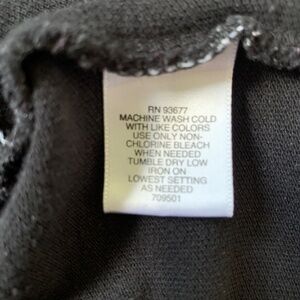 RN 93677
MACHINE WASH COLD
WITH LIKE COLORS
USE ONLY NON-
CHLORINE BLEACH
WHEN NEEDED
TUMBLE DRY LOW
IRON ON
LOWEST SETTING
AS NEEDED
709501